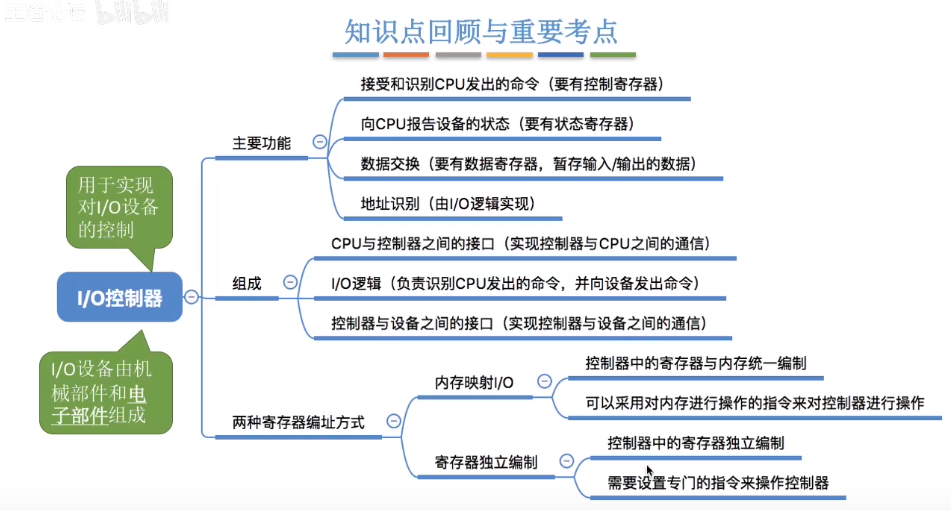 bilibili
知识点回顾与重要考点
接受和识别CPU发出的命令（要有控制寄存器）
向CPU报告设备的状态（要有状态寄存器）
主要功能
数据交换（要有数据寄存器，暂存输入/输出的数据）
地址识别（由I/O逻辑实现）
用于实现
对I/O设备
的控制
CPU与控制器之间的接口（实现控制器与CPU之间的通信）
组成
I/O逻辑（负责识别CPU发出的命令，并向设备发出命令）
I/O控制器
控制器与设备之间的接口（实现控制器与设备之间的通信）
I/O设备由机
械部件和电
子部件组成
控制器中的寄存器与内存统一编制
内存映射I/O
可以采用对内存进行操作的指令来对控制器进行操作
两种寄存器编址方式
控制器中的寄存器独立编制
寄存器独立编制
需要设置专门的指令来操作控制器